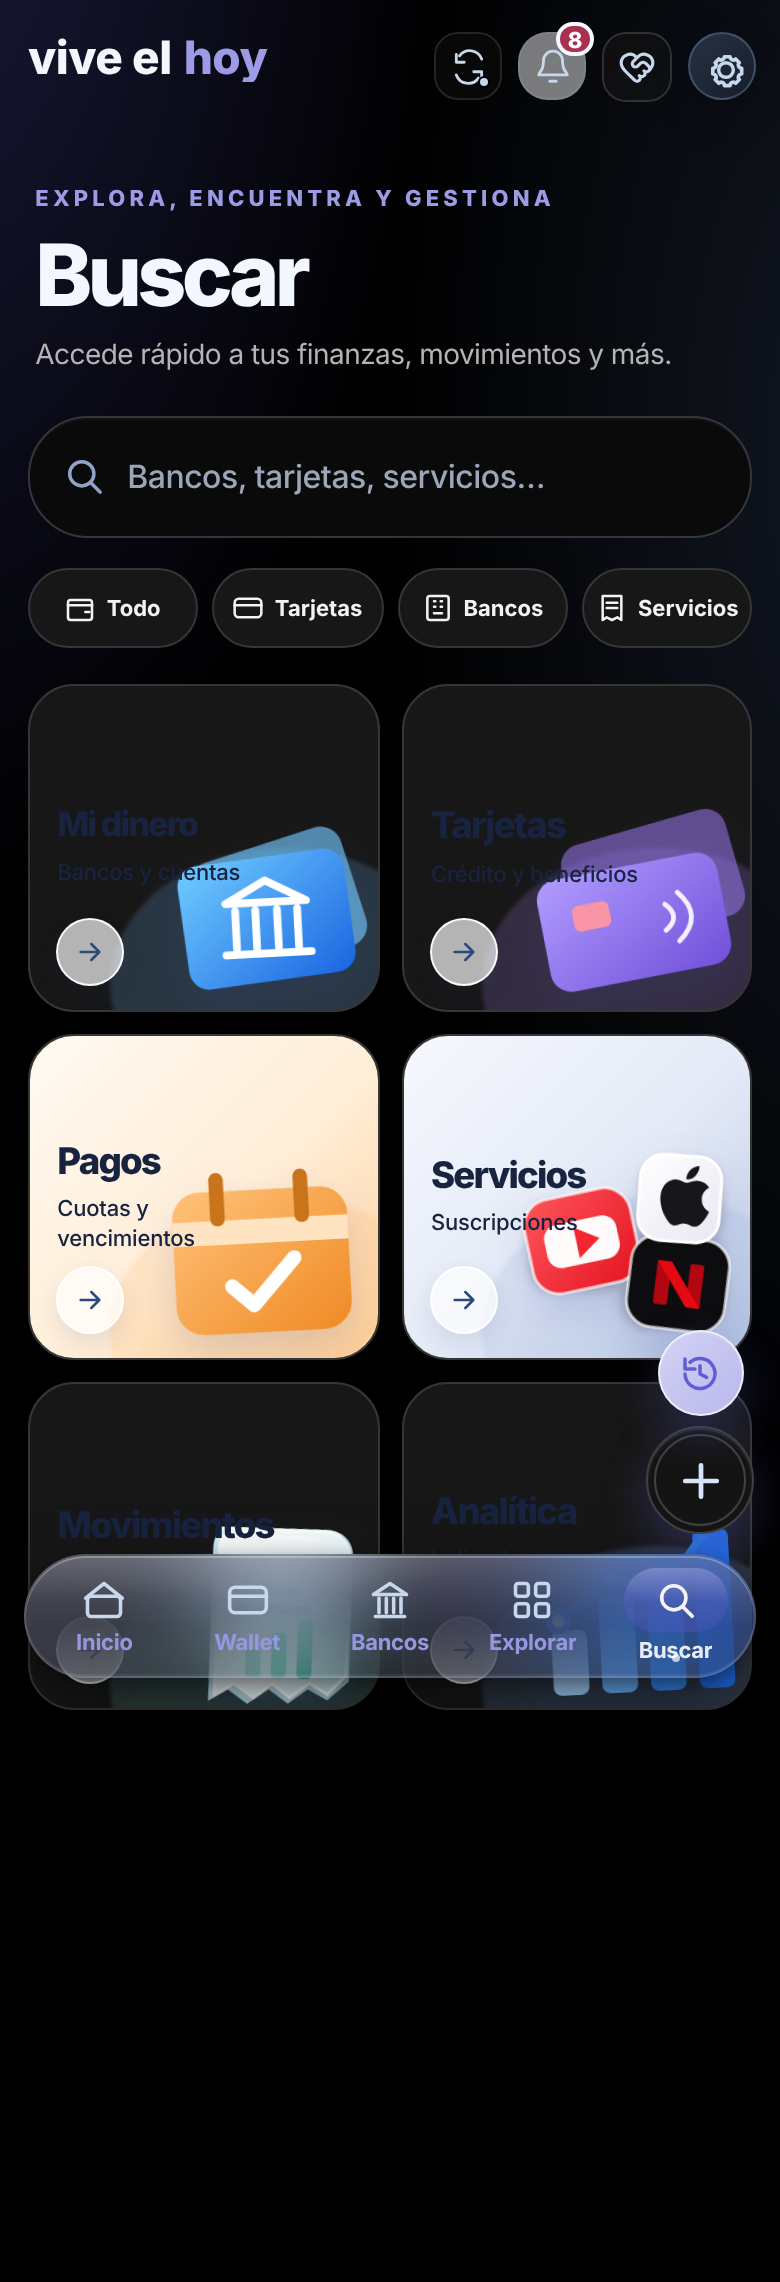 vive el hoy
8
EXPLORA, ENCUENTRA Y GESTIONA
Buscar
Accede rápido a tus finanzas, movimientos y más.
Bancos, tarjetas, servicios...
Todo
Tarjetas
Bancos
Servicios
Mi dinero
Bancos y cuentas
Tarjetas
Crédito y beneficios
Pagos
Cuotas y
vencimientos
Servicios
Suscripciones
N
Movimientos
Analítica
Inicio
Wallet
Bancos
Explorar
Buscar